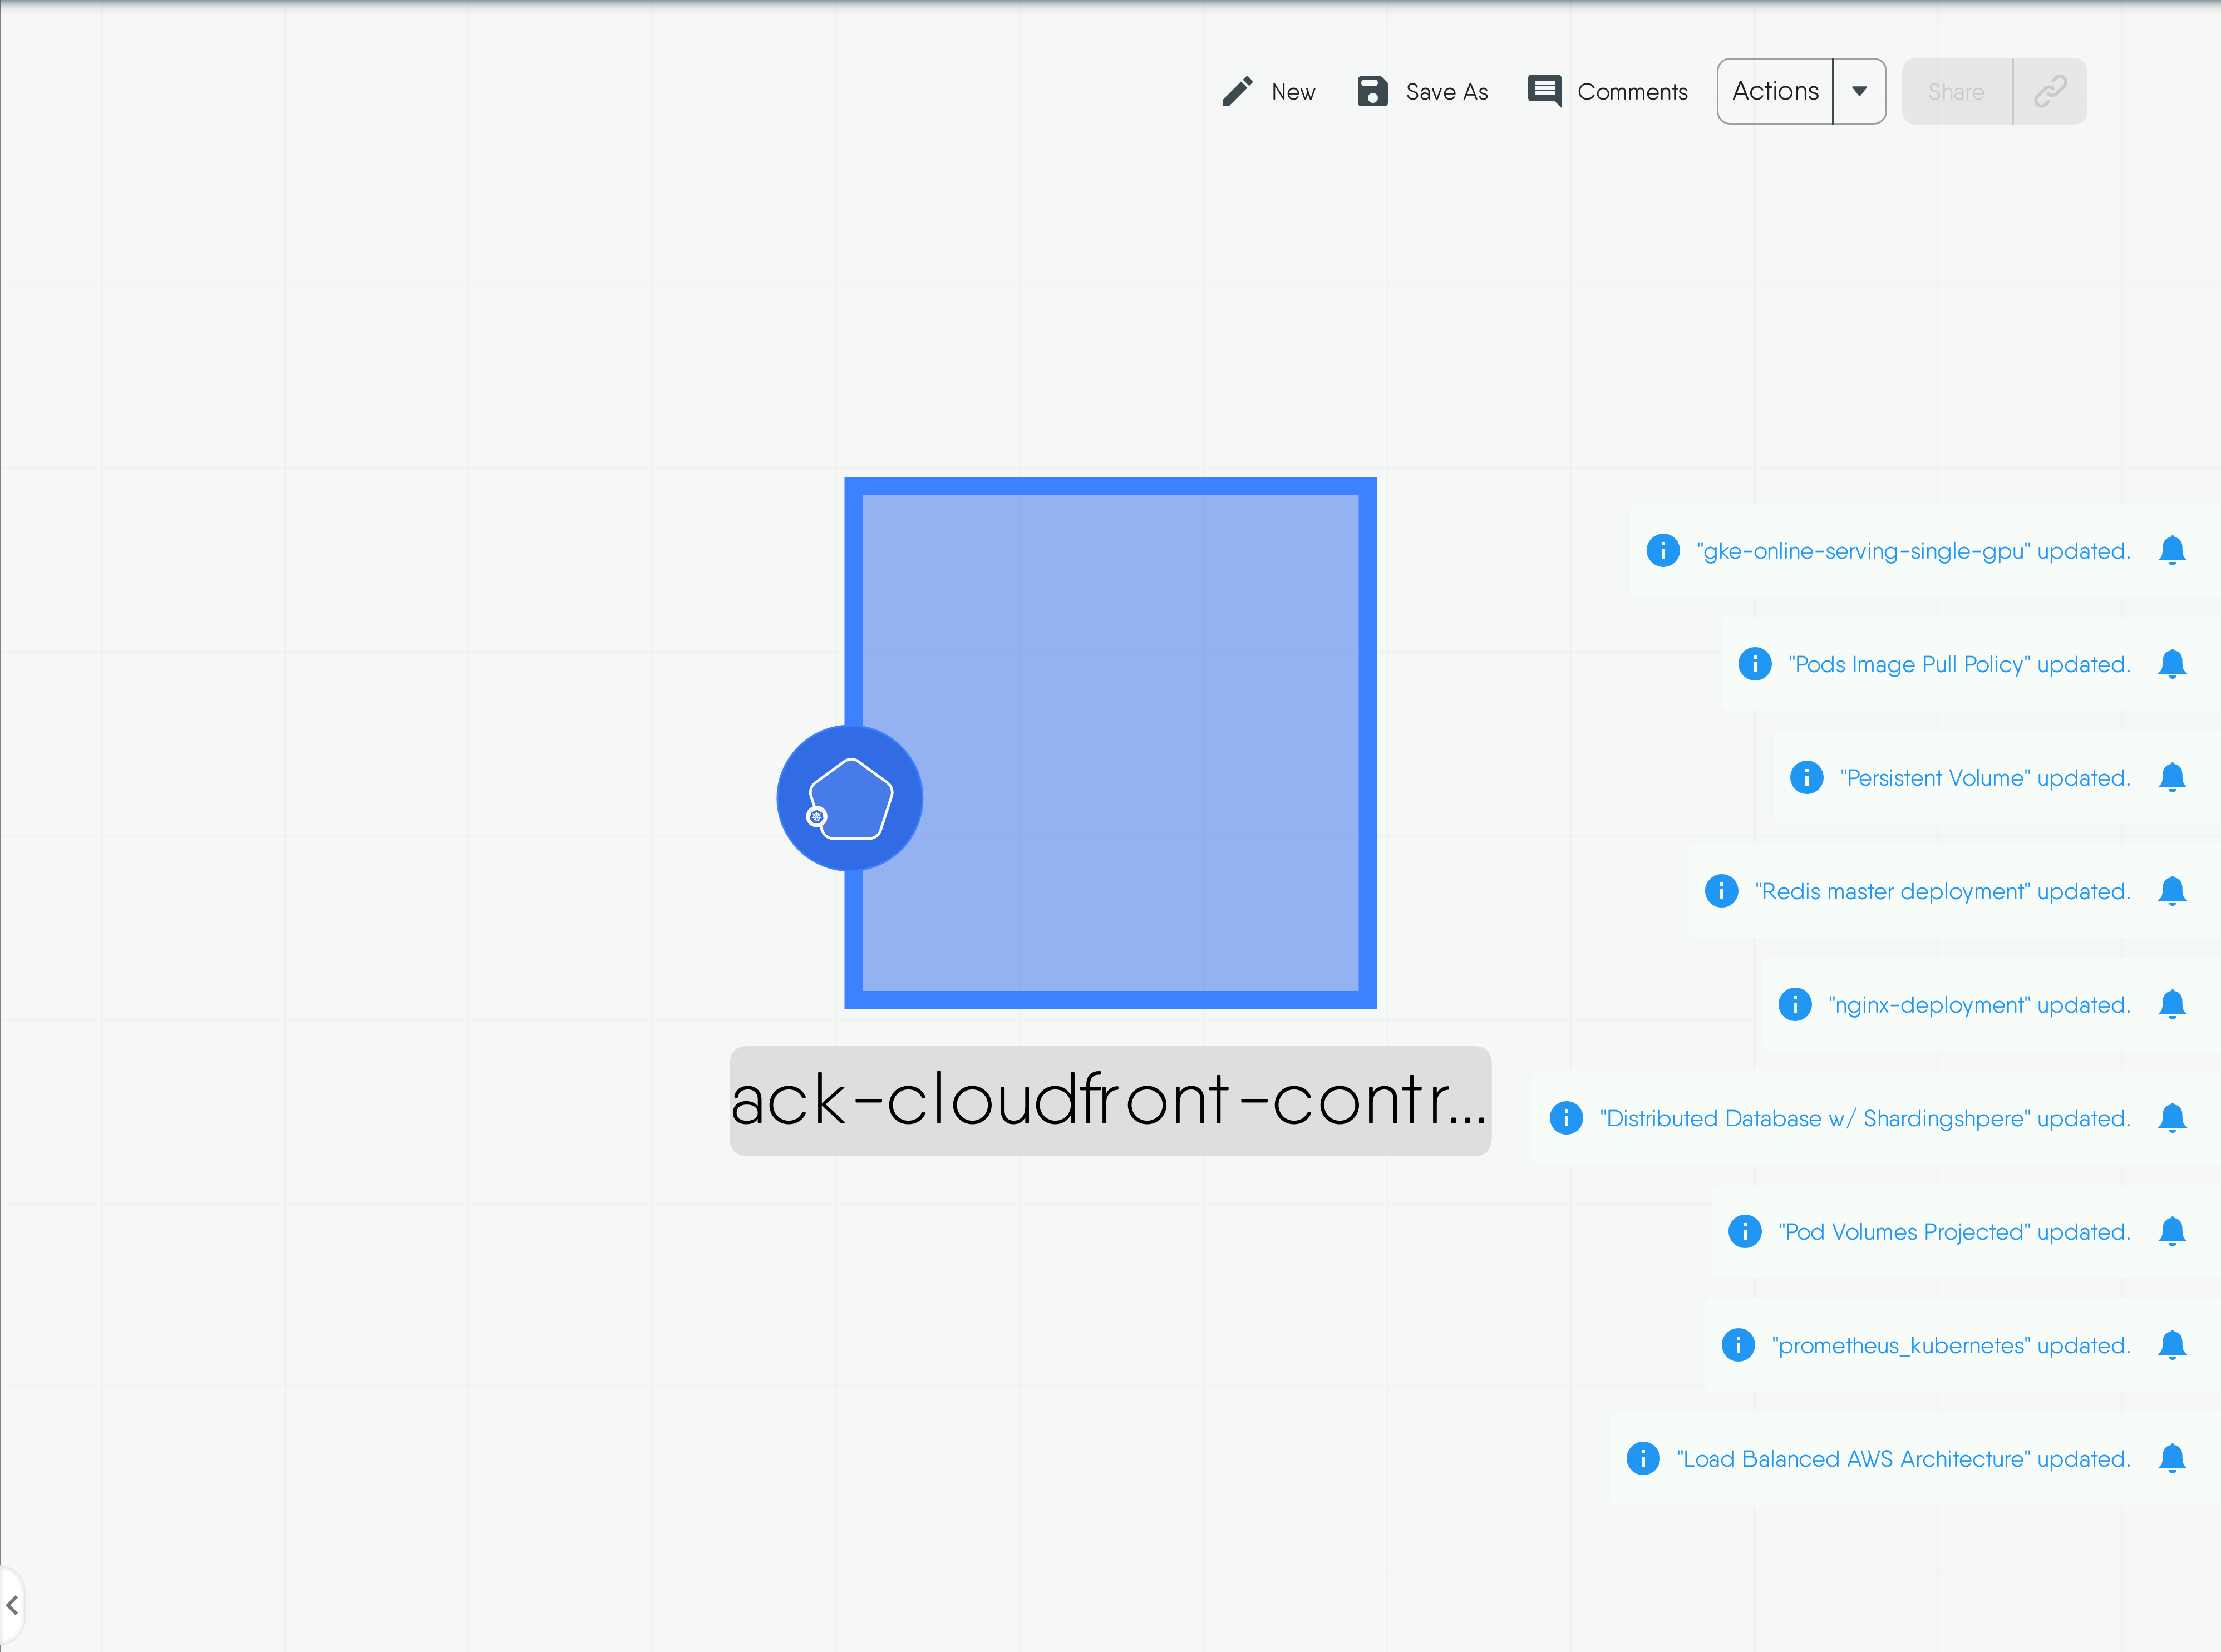 New Save As Comments Actions Share
"gke-online-serving-single-gpu" updated.
"Pods Image Pull Policy" updated.
"Persistent Volume" updated.
"Redis master deployment" updated.
"nginx-deployment" updated.
ack-cloudfront-contr...
"Distributed Database w/ Shardingshpere" updated.
"Pod Volumes Projected" updated.
"prometheus_kubernetes" updated.
"Load Balanced AWS Architecture" updated.